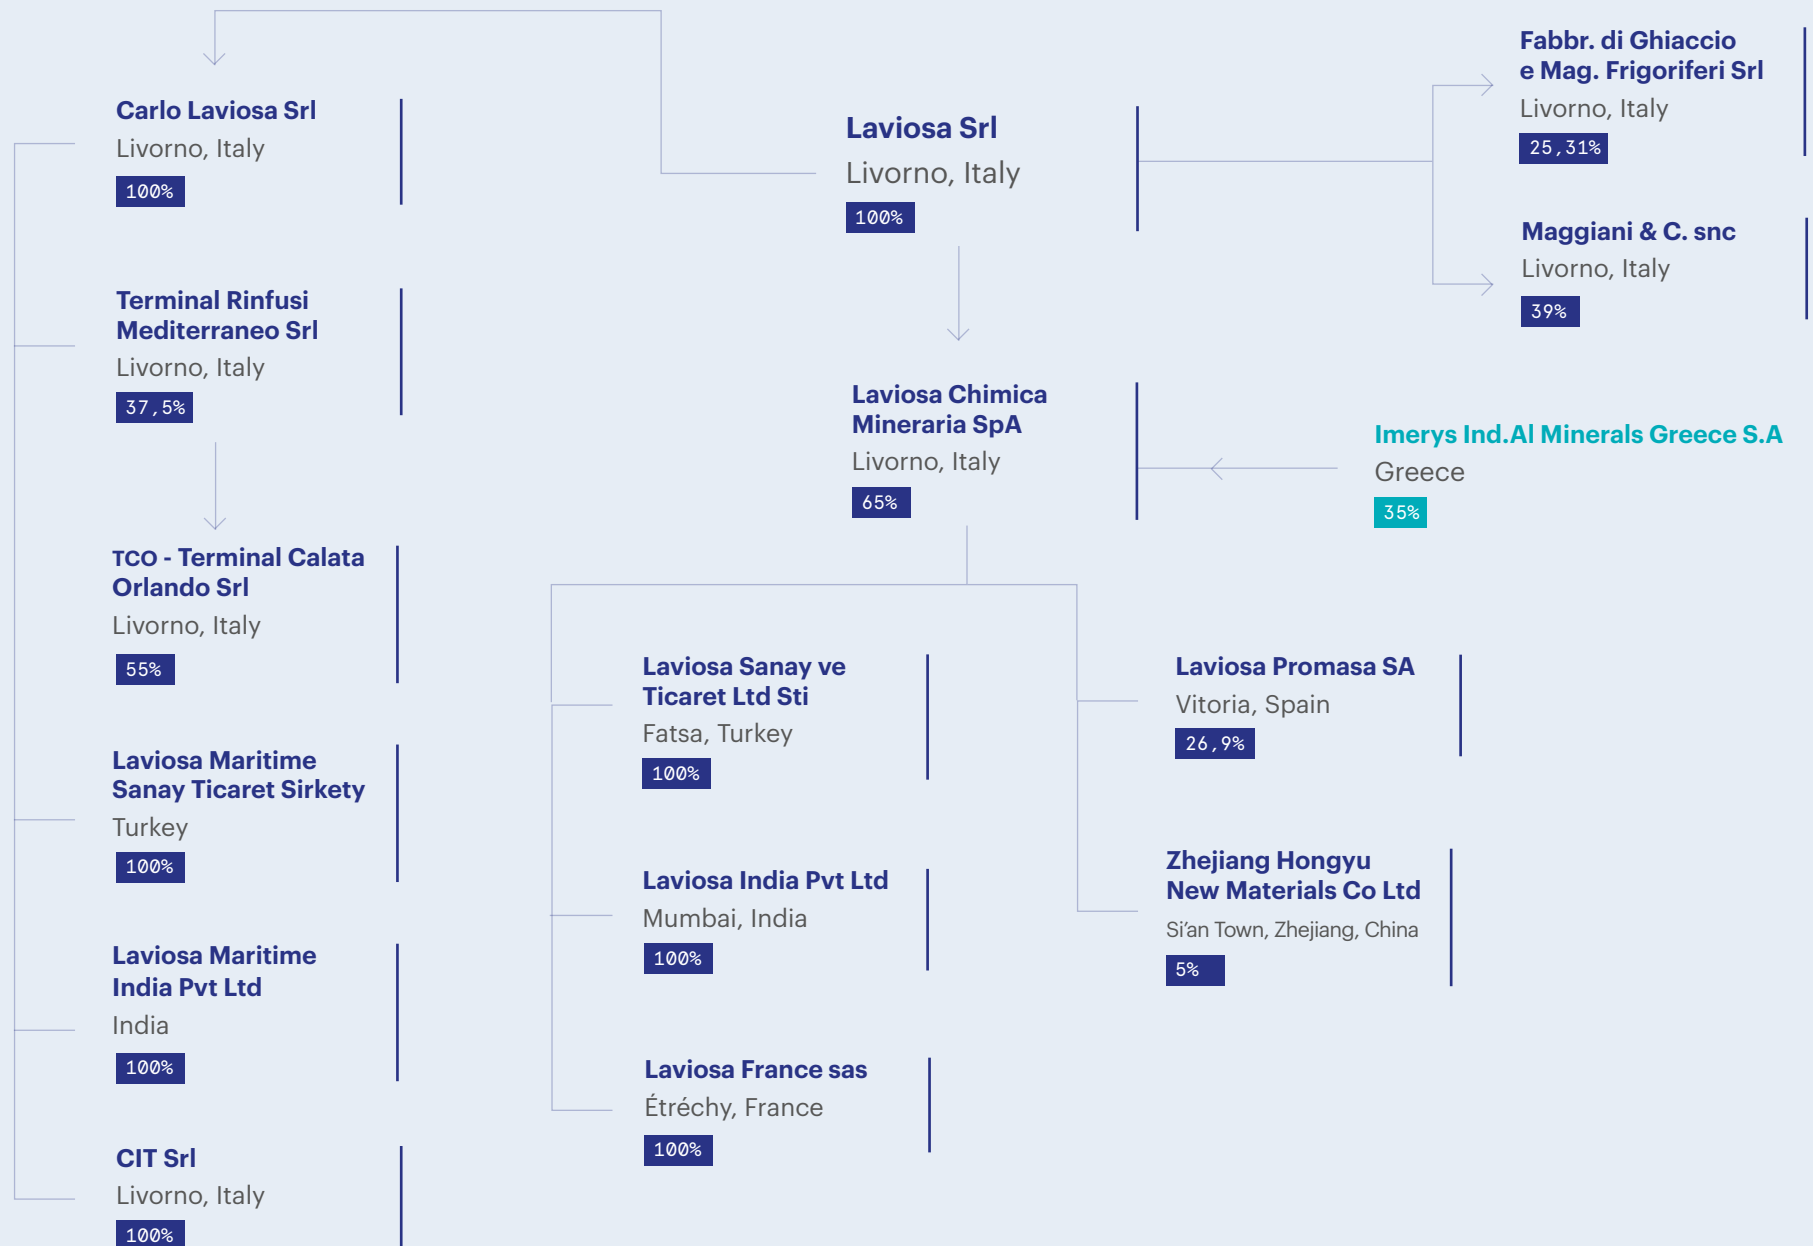 Carlo Laviosa Srl
Livorno, Italy
100%
Terminal Rinfusi
Mediterraneo Srl
Livorno, Italy
37,5%
TCO - Terminal Calata
Orlando Srl
Livorno, Italy
55%
Laviosa Maritime
Sanay Ticaret Sirkety
Turkey
100%
Laviosa Maritime
India Pvt Ltd
India
100%
CIT Srl
Livorno, Italy
100%
Laviosa Srl
Livorno, Italy
100%
Laviosa Chimica
Mineraria SpA
Livorno, Italy
65%
Laviosa Sanay ve
Ticaret Ltd Sti
Fatsa, Turkey
100%
Laviosa India Pvt Ltd
Mumbai, India
100%
Laviosa France sas
Étréchy, France
100%
Fabbr. di Ghiaccio
e Mag. Frigoriferi Srl
Livorno, Italy
25,31%
Maggiani & C. snc
Livorno, Italy
39%
Imerys Ind.Al Minerals Greece S.A
Greece
35%
Laviosa Promasa SA
Vitoria, Spain
26,9%
Zhejiang Hongyu
New Materials Co Ltd
Si’an Town, Zhejiang, China
5%